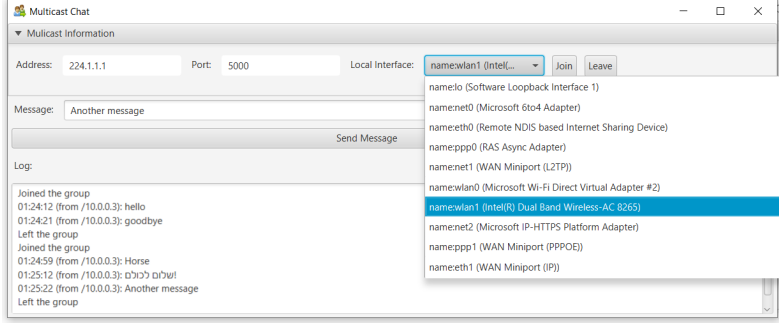 Multicast Chat
Mulicast Information
Address: 224.1.1.1 Port: 5000 Local Interface: name:wlan1 (Intel(... Join Leave
name:lo (Software Loopback Interface 1)
name:net0 (Microsoft 6to4 Adapter)
name:eth0 (Remote NDIS based Internet Sharing Device)
name:ppp0 (RAS Async Adapter)
name:net1 (WAN Miniport (L2TP))
name:wlan0 (Microsoft Wi-Fi Direct Virtual Adapter #2)
name:wlan1 (Intel(R) Dual Band Wireless-AC 8265)
name:net2 (Microsoft IP-HTTPS Platform Adapter)
name:ppp1 (WAN Miniport (PPPOE))
name:eth1 (WAN Miniport (IP))
Message: Another message
Send Message
Log:
Joined the group
01:24:12 (from /10.0.0.3): hello
01:24:21 (from /10.0.0.3): goodbye
Left the group
Joined the group
01:24:59 (from /10.0.0.3): Horse
01:25:12 (from /10.0.0.3): שלום לכולם!
01:25:22 (from /10.0.0.3): Another message
Left the group